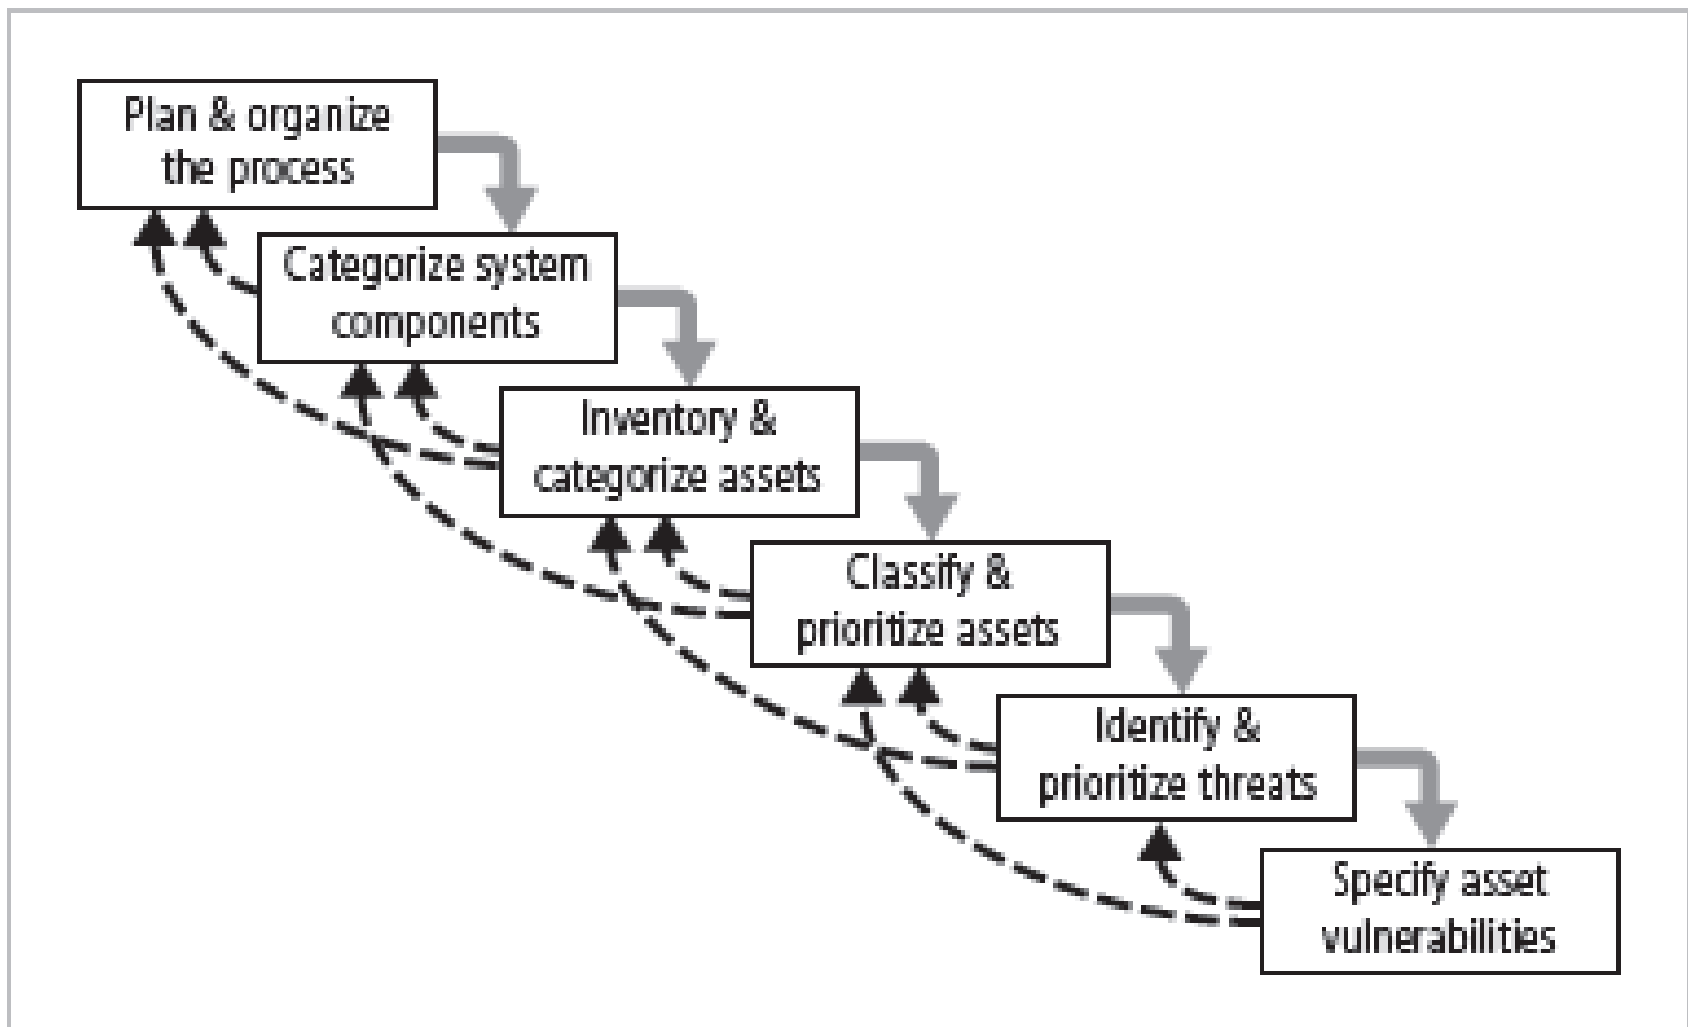 Plan & organize
the process
Categorize system
components
Inventory &
categorize assets
Classify &
prioritize assets
Identify &
prioritize threats
Specify asset
vulnerabilities